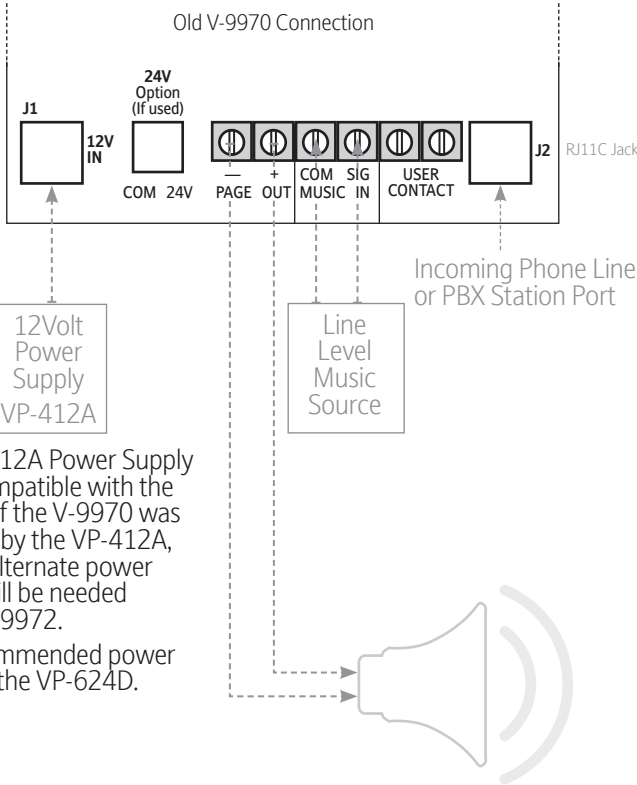 Old V-9970 Connection
24V
Option
(If used)
J1
12V
IN
COM 24V
— + COM SIG
PAGE OUT MUSIC IN
USER
CONTACT
J2 RJ11C Jack
Incoming Phone Line
or PBX Station Port
12Volt
Power
Supply
VP-412A
Line
Level
Music
Source
12A Power Supply
mpatible with the
f the V-9970 was
by the VP-412A,
lternate power
ll be needed
9972.
mmended power
the VP-624D.